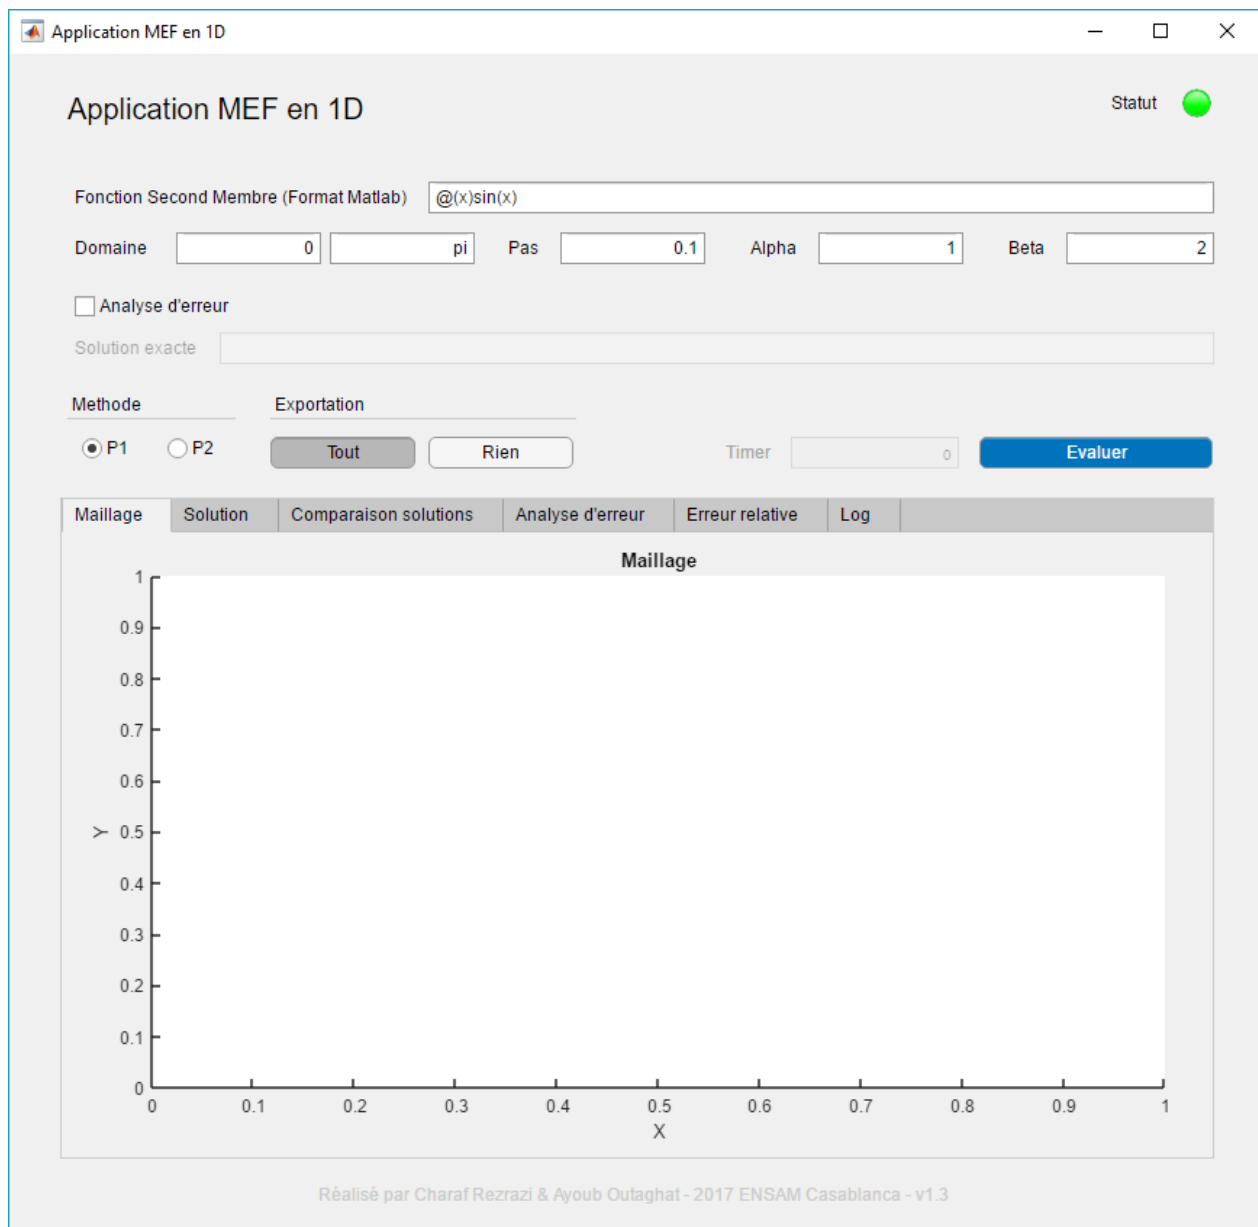 Application MEF en 1D
Application MEF en 1D
Statut
Fonction Second Membre (Format Matlab) @(x)sin(x)
Domaine 0 pi Pas 0.1 Alpha 1 Beta 2
Analyse d'erreur
Solution exacte
Methode Exportation
P1 P2 Tout Rien Timer 0 Evaluer
Maillage Solution Comparaison solutions Analyse d'erreur Erreur relative Log
Maillage
1
0.9
0.8
0.7
0.6
Y 0.5
0.4
0.3
0.2
0.1
0
0 0.1 0.2 0.3 0.4 0.5 0.6 0.7 0.8 0.9 1
X
Réalisé par Charaf Rezrazi & Ayoub Outaghat - 2017 ENSAM Casablanca - v1.3